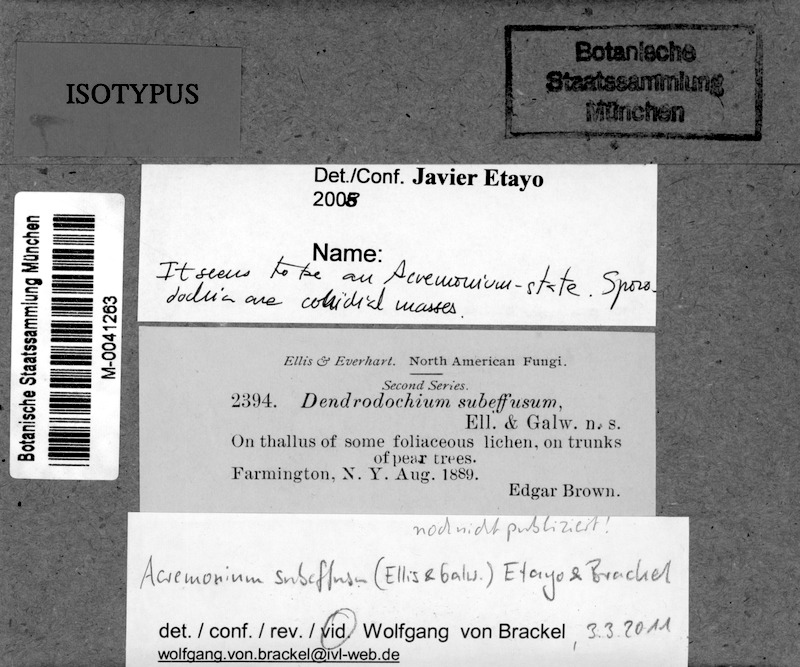 ISOTYPUS
Botanische
Staatssammlung
München
Det./Conf. Javier Etayo
2008
Name:
It seems to be an Acremonium-state. Sporo-
dochia are conidial masses.
Botanische Staatssammlung München
M-0041263
Ellis & Everhart. North American Fungi.
Second Series.
2394. Dendrodochium subeffusum,
Ell. & Galw. n. s.
On thallus of some foliaceous lichen, on trunks
of pear trees.
Farmington, N. Y. Aug. 1889.
Edgar Brown.
noch nicht publiziert!
Acremonium subeffusum (Ellis & Galw.) Etayo & Brackel
det. / conf. / rev. / vid. Wolfgang von Brackel, 3.3.2011
wolfgang.von.brackel@ivl-web.de